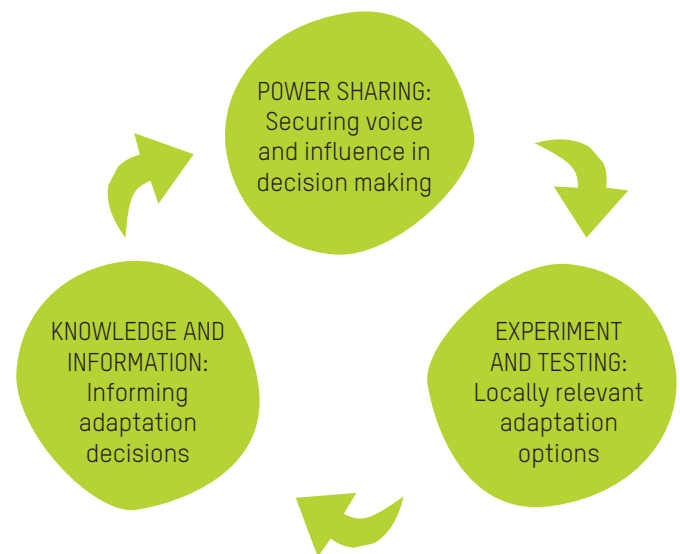 POWER SHARING:
Securing voice
and influence in
decision making
KNOWLEDGE AND
INFORMATION:
Informing
adaptation
decisions
EXPERIMENT
AND TESTING:
Locally relevant
adaptation
options